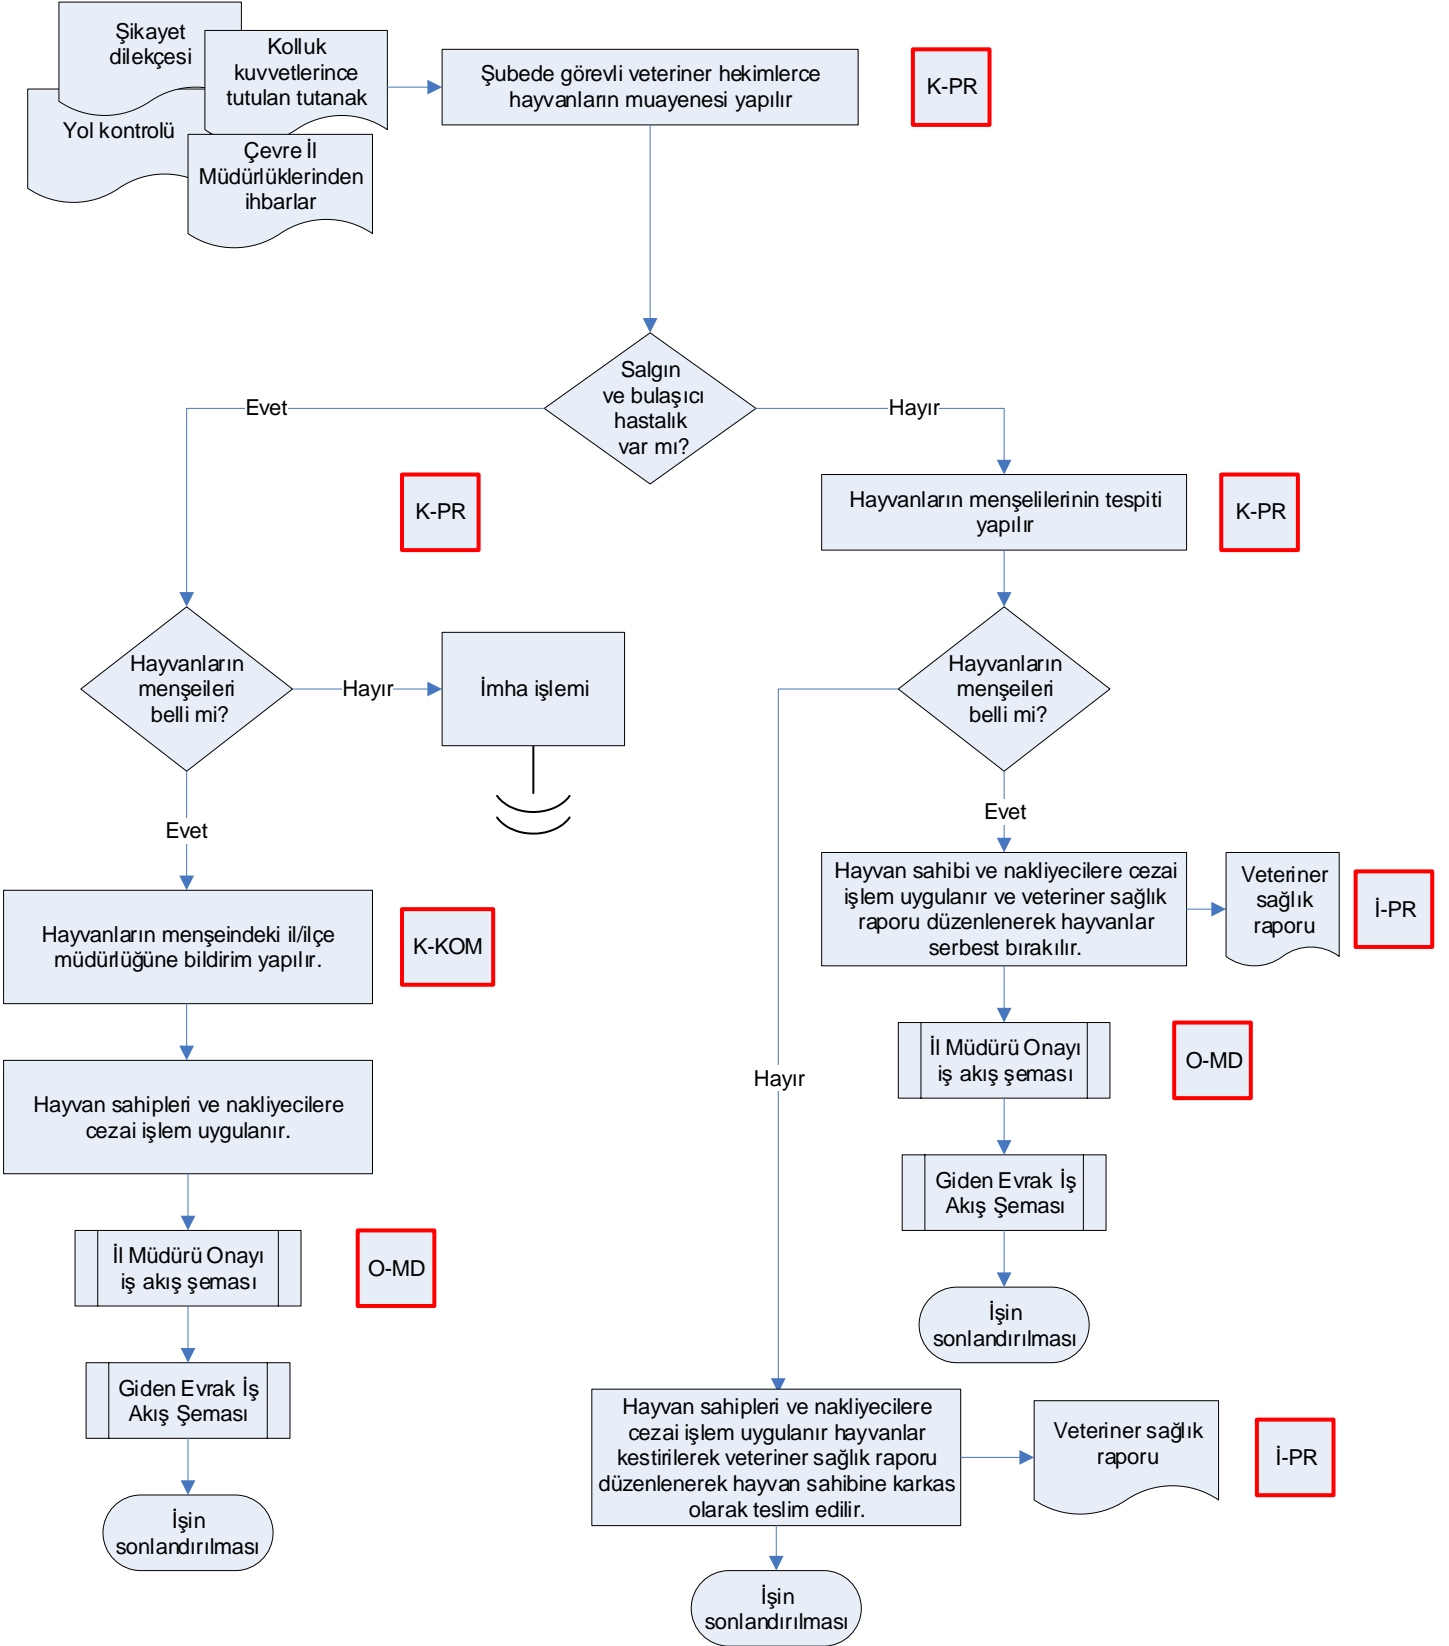 Şikayet
dilekçesi
Kolluk
kuvvetlerince
tutulan tutanak
Yol kontrolü
Çevre İl
Müdürlüklerinden
ihbarlar
Şubede görevli veteriner hekimlerce
hayvanların muayenesi yapılır
K-PR
Salgın
ve bulaşıcı
hastalık
var mı?
Evet
Hayır
K-PR
Hayvanların menşelilerinin tespiti
yapılır
K-PR
Hayvanların
menşeileri
belli mi?
Hayır
İmha işlemi
Hayvanların
menşeileri
belli mi?
Evet
Evet
Hayvanların menşeindeki il/ilçe
müdürlüğüne bildirim yapılır.
K-KOM
Hayvan sahibi ve nakliyecilere cezai
işlem uygulanır ve veteriner sağlık
raporu düzenlenerek hayvanlar
serbest bırakılır.
Veteriner
sağlık
raporu
İ-PR
Hayvan sahipleri ve nakliyecilere
cezai işlem uygulanır.
Hayır
İl Müdürü Onayı
iş akış şeması
O-MD
Giden Evrak İş
Akış Şeması
İl Müdürü Onayı
iş akış şeması
O-MD
İşin
sonlandırılması
Giden Evrak İş
Akış Şeması
Hayvan sahipleri ve nakliyecilere
cezai işlem uygulanır hayvanlar
kestirilerek veteriner sağlık raporu
düzenlenerek hayvan sahibine karkas
olarak teslim edilir.
Veteriner sağlık
raporu
İ-PR
İşin
sonlandırılması
İşin
sonlandırılması